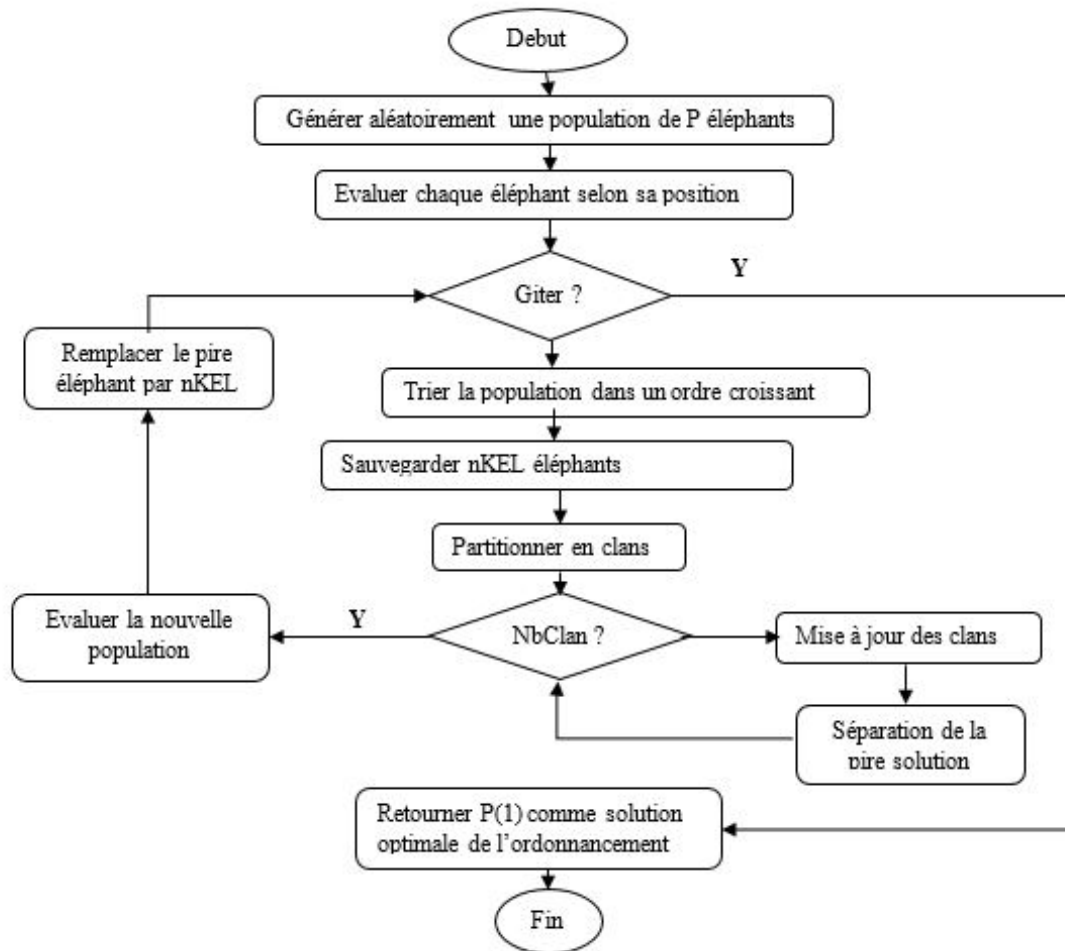 Debut
Générer aléatoirement une population de P éléphants
Evaluer chaque éléphant selon sa position
Y
Giter ?
Remplacer le pire
éléphant par nKEL
Trier la population dans un ordre croissant
Sauvegarder nKEL éléphants
Partitionner en clans
Evaluer la nouvelle
population
Y
NbClan ?
Mise à jour des clans
Séparation de la
pire solution
Retourner P(1) comme solution
optimale de l'ordonnancement
Fin